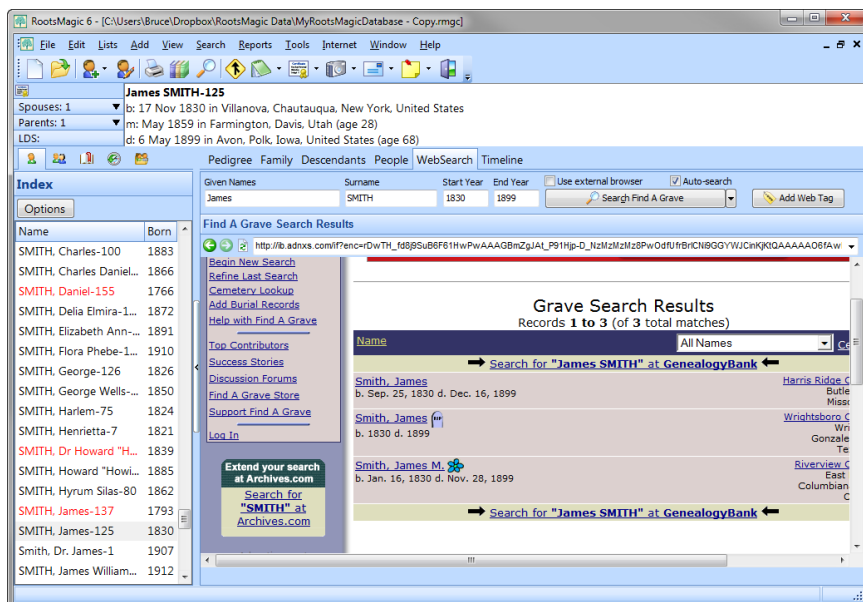 RootsMagic 6 - [C:\Users\Bruce\Dropbox\RootsMagic Data\MyRootsMagicDatabase - Copy.rmgc]
File Edit Lists Add View Search Reports Tools Internet Window Help
James SMITH-125
Spouses: 1 b: 17 Nov 1830 in Villanova, Chautauqua, New York, United States
Parents: 1 m: May 1859 in Farmington, Davis, Utah (age 28)
LDS: d: 6 May 1899 in Avon, Polk, Iowa, United States (age 68)
Pedigree Family Descendants People WebSearch Timeline
Index
Options
Name Born
SMITH, Charles-100 1883
SMITH, Charles Daniel... 1866
SMITH, Daniel-155 1766
SMITH, Delia Elmira-1... 1872
SMITH, Elizabeth Ann-... 1891
SMITH, Flora Phebe-1... 1910
SMITH, George-126 1826
SMITH, George Wells-... 1850
SMITH, Harlem-75 1824
SMITH, Henrietta-7 1821
SMITH, Dr Howard "H... 1839
SMITH, Howard "Howi... 1885
SMITH, Hyrum Silas-80 1862
SMITH, James-137 1793
SMITH, James-125 1830
Smith, Dr. James-1 1907
SMITH, James William... 1912
Given Names Surname Start Year End Year Use external browser Auto-search
James SMITH 1830 1899 Search Find A Grave Add Web Tag
Find A Grave Search Results
Begin New Search
Refine Last Search
Cemetery Lookup
Add Burial Records
Help with Find A Grave
Top Contributors
Success Stories
Discussion Forums
Find A Grave Store
Support Find A Grave
Log In
Extend your search
at Archives.com
Search for
"SMITH" at
Archives.com
Grave Search Results
Records 1 to 3 (of 3 total matches)
Name All Names Ce
Search for "James SMITH" at GenealogyBank
Smith, James Harris Ridge C
b. Sep. 25, 1830 d. Dec. 16, 1899 Butle
Misso
Smith, James Wrightsboro C
b. 1830 d. 1899 Wri
Gonzale
Te
Smith, James M. Riverview C
b. Jan. 16, 1830 d. Nov. 28, 1899 East
Columbian
Search for "James SMITH" at GenealogyBank